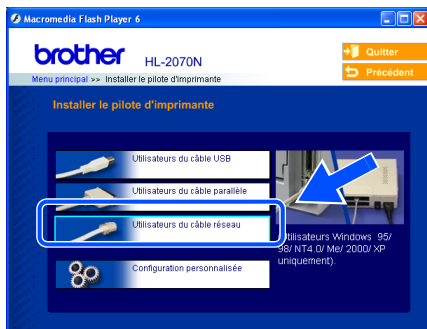 Macromedia Flash Player 6
brother
HL-2070N
Quitter
Précédent
Menu principal >> Installer le pilote d'imprimante
Installer le pilote d'imprimante
Utilisateurs du câble USB
Utilisateurs du câble parallèle
Utilisateurs du câble réseau
Configuration personnalisée
(Utilisateurs Windows 95/
98/ NT4.0/ Me/ 2000/ XP
uniquement).